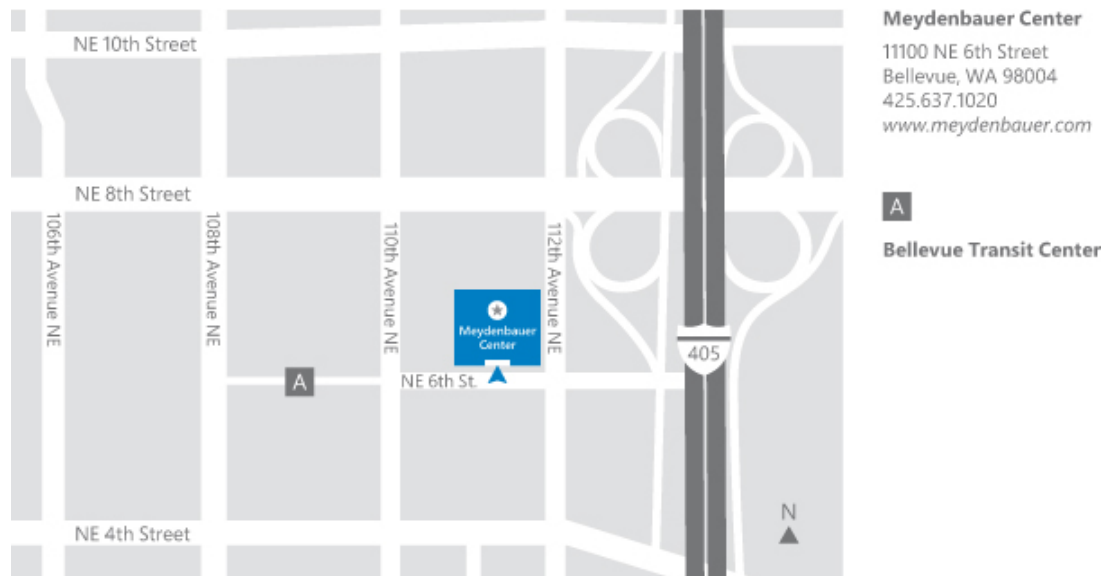 NE 10th Street
NE 8th Street
106th Avenue NE
108th Avenue NE
110th Avenue NE
112th Avenue NE
Meydenbauer
Center
405
A
NE 6th St.
NE 4th Street
N
Meydenbauer Center
11100 NE 6th Street
Bellevue, WA 98004
425.637.1020
www.meydenbauer.com
A
Bellevue Transit Center